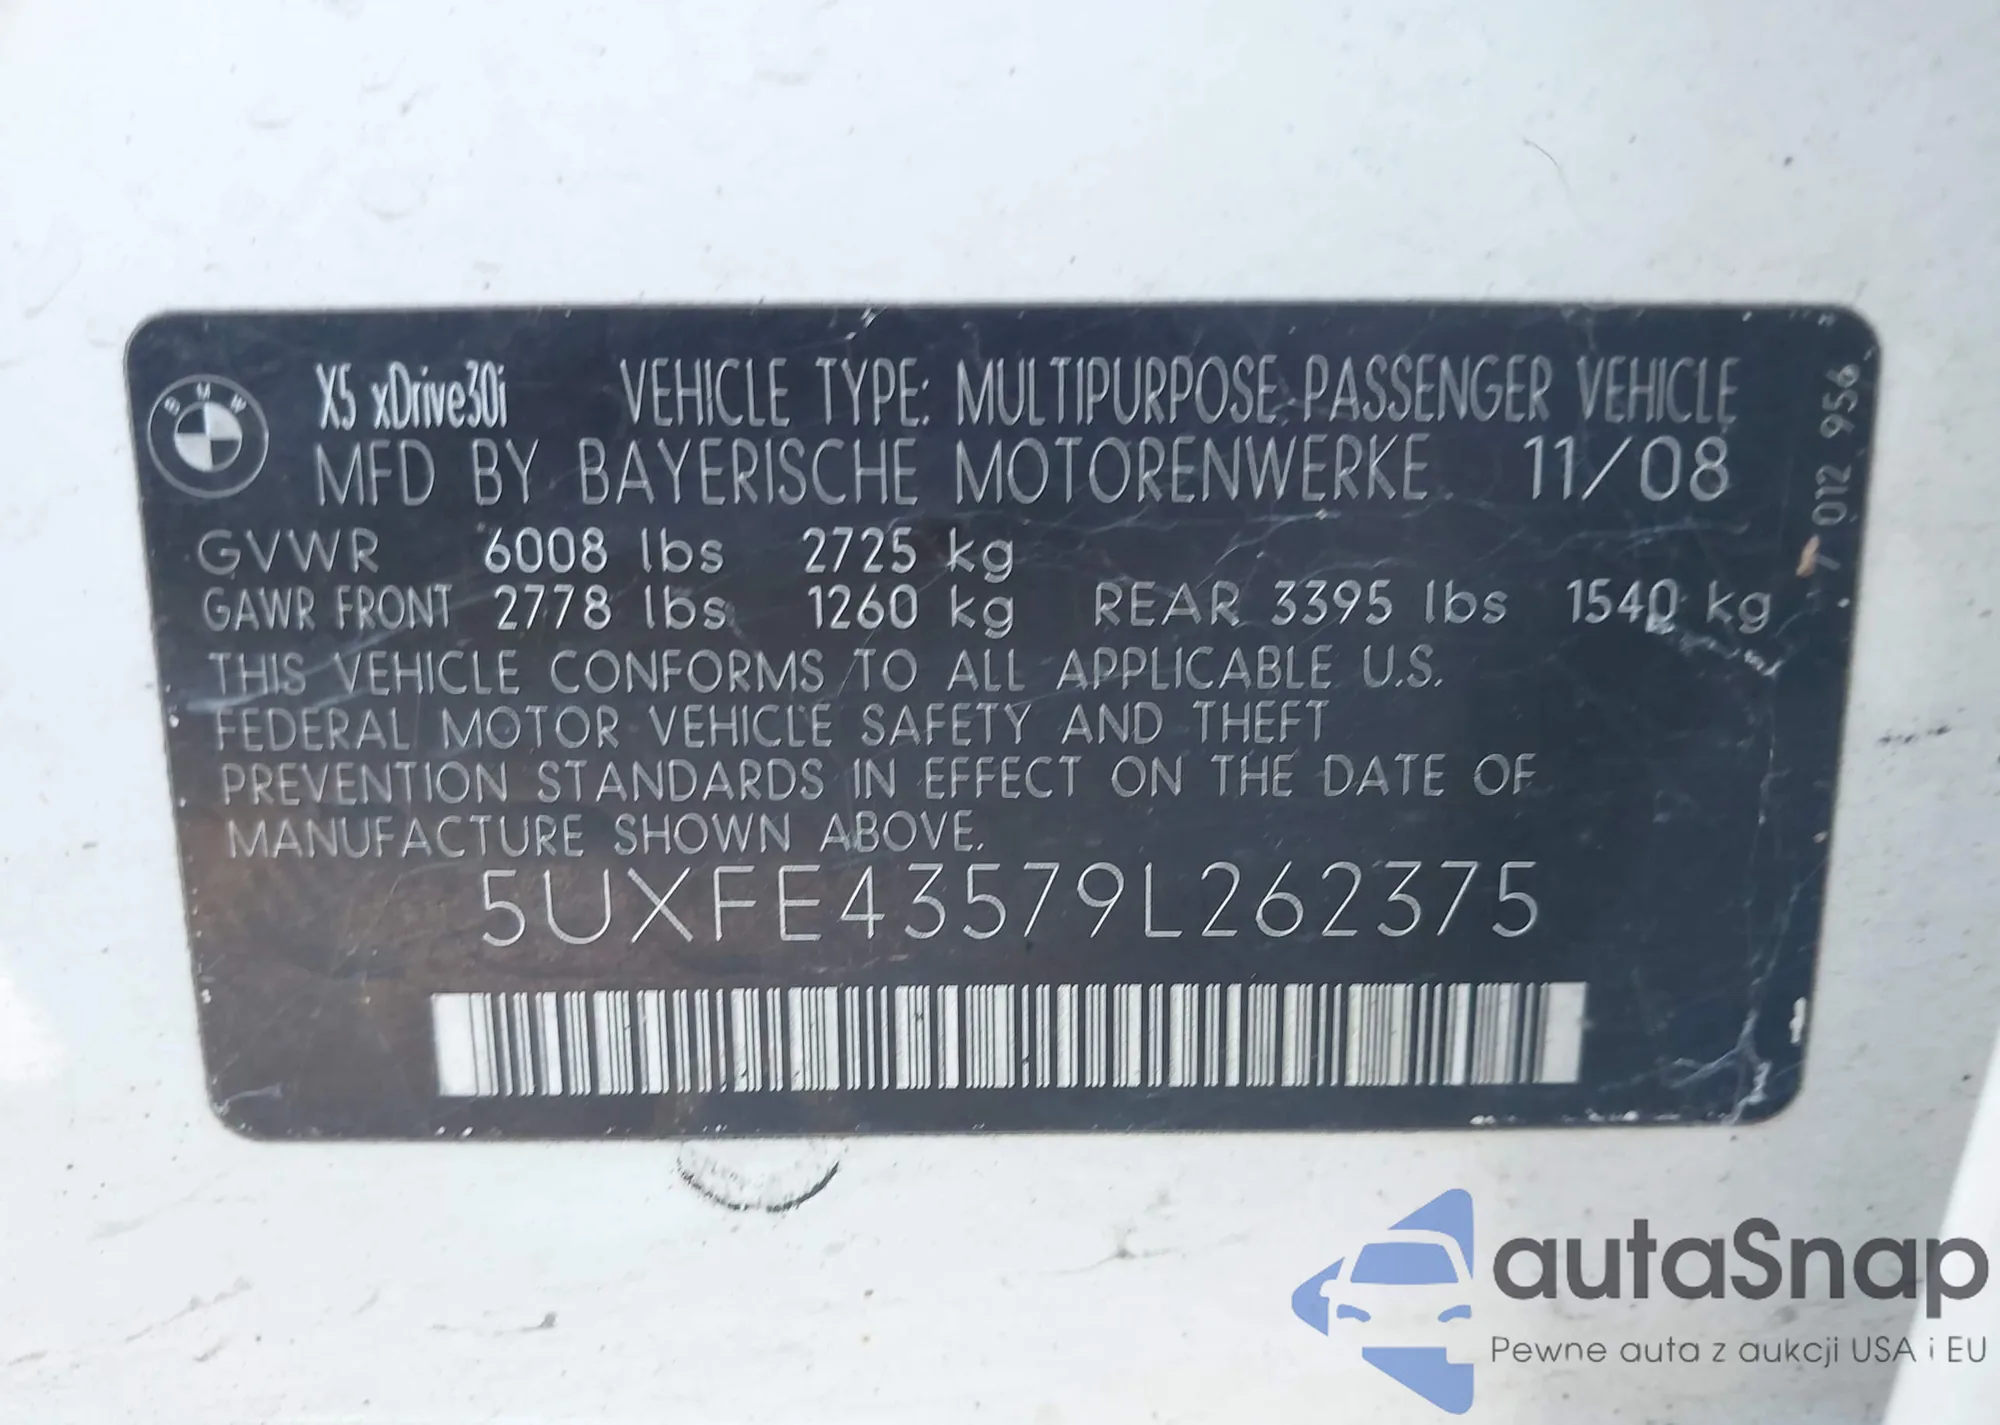 BMW
X5 xDrive30i VEHICLE TYPE: MULTIPURPOSE PASSENGER VEHICLE
MFD BY BAYERISCHE MOTORENWERKE 11/08
GVWR 6008 lbs 2725 kg
GAWR FRONT 2778 lbs 1260 kg REAR 3395 lbs 1540 kg
THIS VEHICLE CONFORMS TO ALL APPLICABLE U.S.
FEDERAL MOTOR VEHICLE SAFETY AND THEFT
PREVENTION STANDARDS IN EFFECT ON THE DATE OF
MANUFACTURE SHOWN ABOVE.
5UXFE43579L262375
7 012 956
autaSnap
Pewne auta z aukcji USA i EU